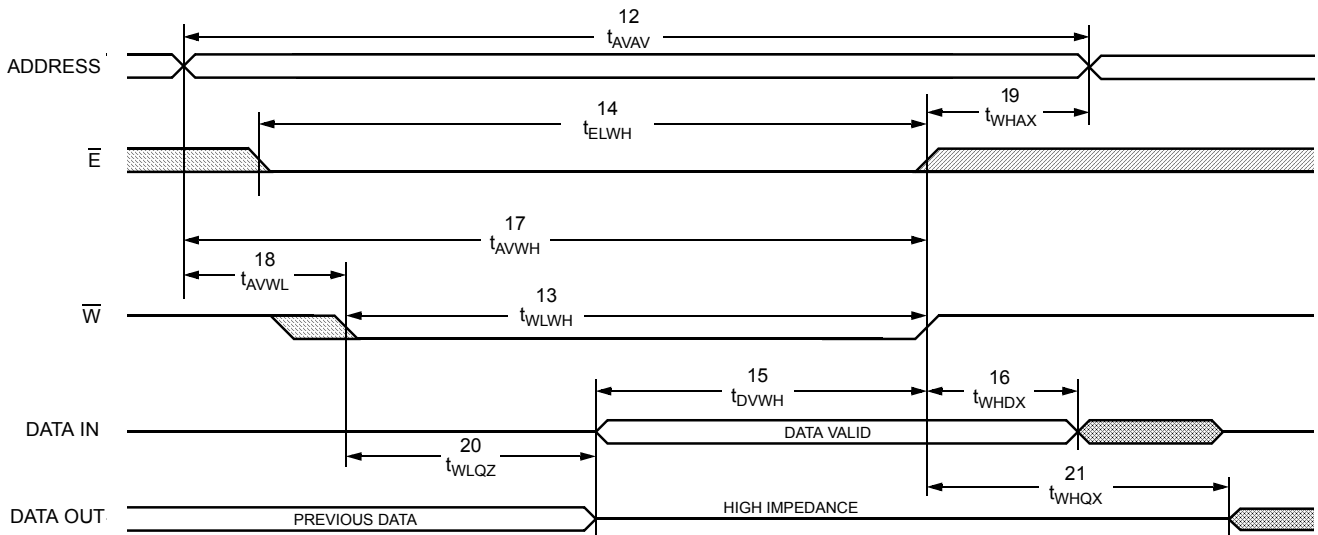 12
tAVAV
ADDRESS
14
tELWH
19
tWHAX
E
17
tAVWH
18
tAVWL
13
tWLWH
W
15
tDVWH
16
tWHDX
DATA IN
DATA VALID
20
tWLQZ
21
tWHQX
DATA OUT
PREVIOUS DATA
HIGH IMPEDANCE